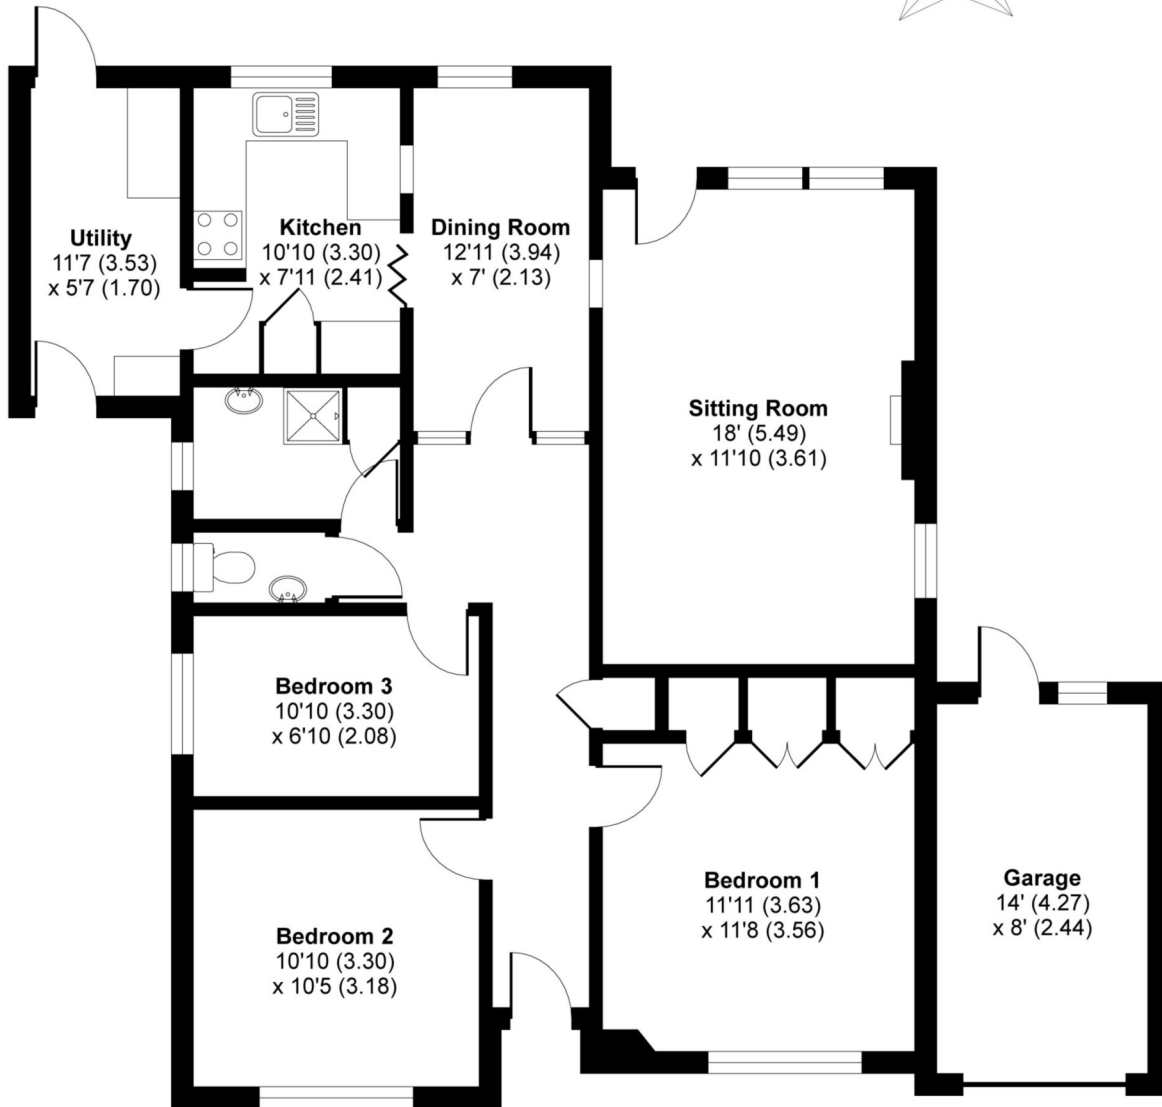 Utility
11'7 (3.53)
x 5'7 (1.70)
Kitchen
10'10 (3.30)
x 7'11 (2.41)
Dining Room
12'11 (3.94)
x 7' (2.13)
Sitting Room
18' (5.49)
x 11'10 (3.61)
Bedroom 3
10'10 (3.30)
x 6'10 (2.08)
Bedroom 2
10'10 (3.30)
x 10'5 (3.18)
Bedroom 1
11'11 (3.63)
x 11'8 (3.56)
Garage
14' (4.27)
x 8' (2.44)